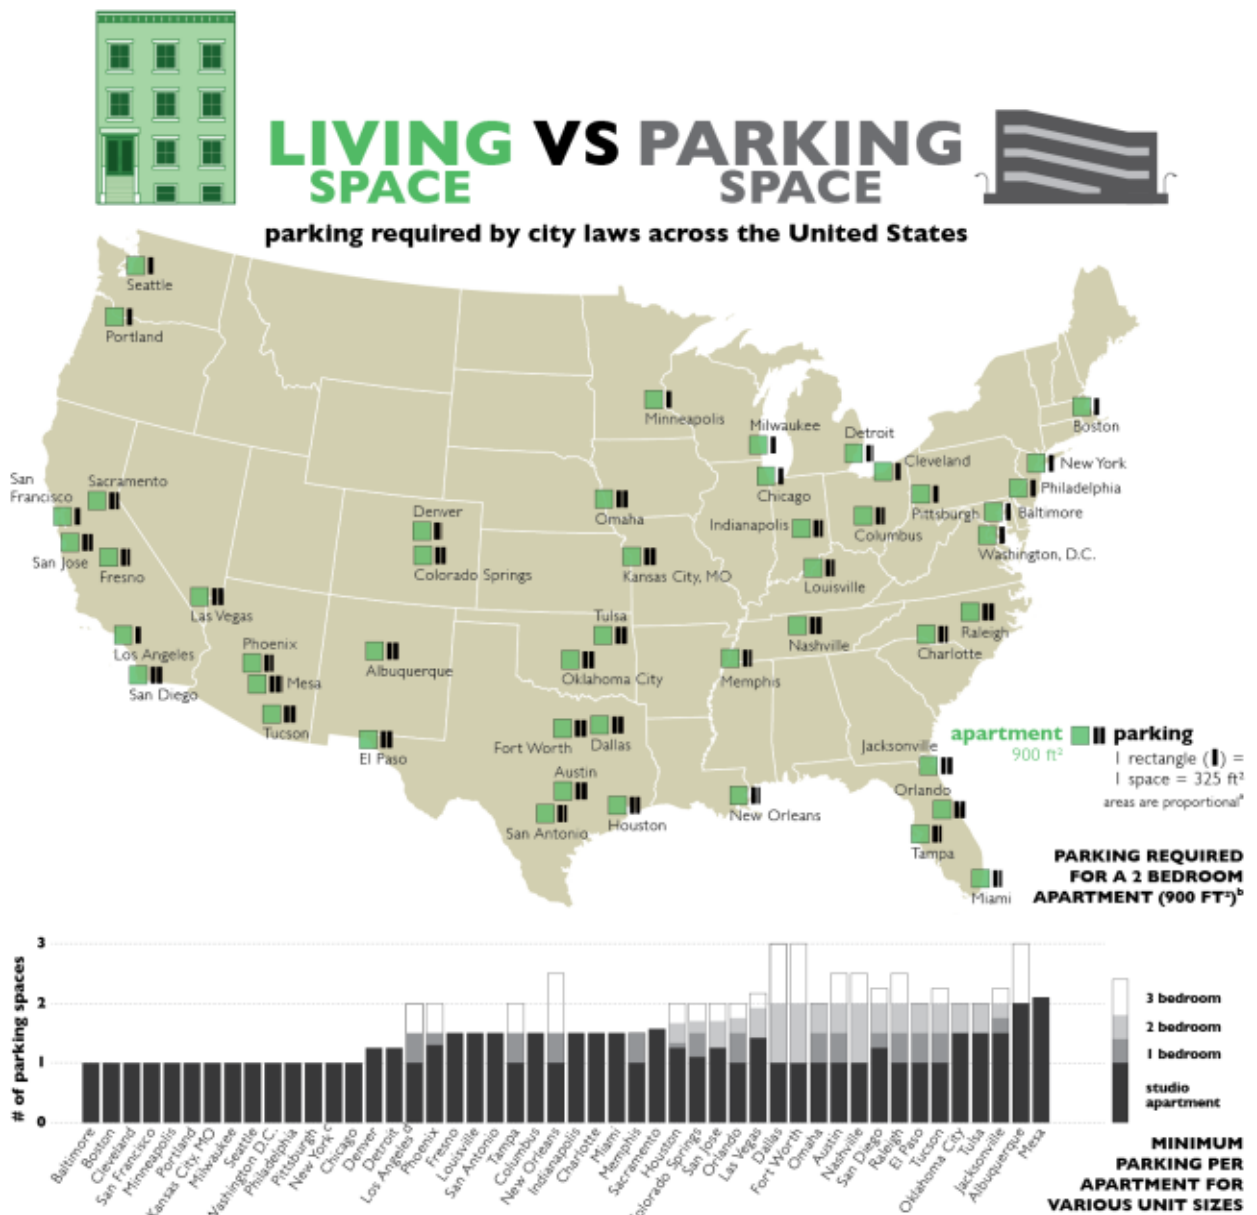 LIVING VS PARKING
SPACE SPACE
parking required by city laws across the United States
Seattle
Portland
Minneapolis
Milwaukee
Detroit
Boston
Cleveland
New York
San
Francisco
Sacramento
Chicago
Philadelphia
Denver
Omaha
Indianapolis
Pittsburgh
Baltimore
Columbus
San Jose
Fresno
Colorado Springs
Kansas City, MO
Washington, D.C.
Louisville
Las Vegas
Tulsa
Raleigh
Los Angeles
Phoenix
Nashville
Charlotte
Albuquerque
Oklahoma City
Memphis
San Diego
Mesa
Tucson
El Paso
Fort Worth
Dallas
Jacksonville
apartment
900 ft²
parking
1 rectangle ( ) =
1 space = 325 ft²
areas are proportionalª
Austin
Orlando
San Antonio
Houston
New Orleans
Tampa
Miami
PARKING REQUIRED
FOR A 2 BEDROOM
APARTMENT (900 FT²)ᵇ
# of parking spaces
3
2
1
0
3 bedroom
2 bedroom
1 bedroom
studio
apartment
Baltimore
Boston
Cleveland
San Francisco
Minneapolis
Portland
Kansas City, MO
Milwaukee
Seattle
Washington D.C.
Philadelphia
Pittsburgh
New Yorkᶜ
Chicago
Denver
Detroit
Los Angelesᵈ
Phoenix
Fresno
Louisville
San Antonio
Tampa
Columbus
New Orleans
Indianapolis
Charlotte
Miami
Memphis
Sacramento
Houston
Colorado Springs
San Jose
Orlando
Las Vegas
Dallas
Fort Worth
Omaha
Austin
Nashville
San Diego
Raleigh
El Paso
Tucson
Oklahoma City
Tulsa
Jacksonville
Albuquerque
Mesa
MINIMUM
PARKING PER
APARTMENT FOR
VARIOUS UNIT SIZES